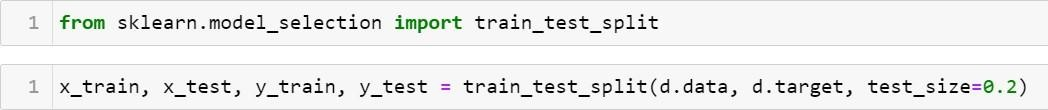 1 from sklearn.model_selection import train_test_split
1 x_train, x_test, y_train, y_test = train_test_split(d.data, d.target, test_size=0.2)